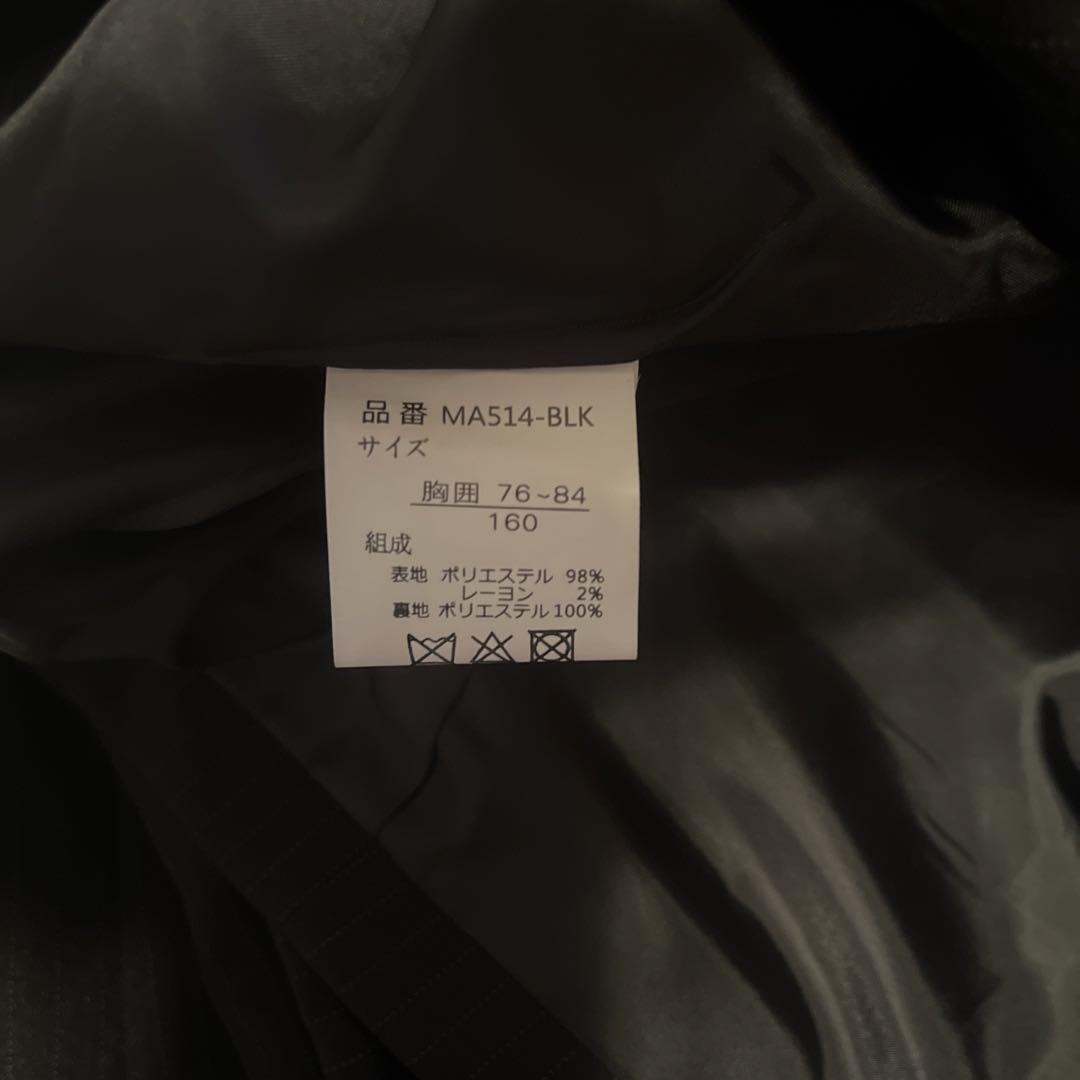 品番 MA514-BLK
サイズ
胸囲 76~84
160
組成
表地 ポリエステル 98%
レーヨン 2%
裏地 ポリエステル 100%